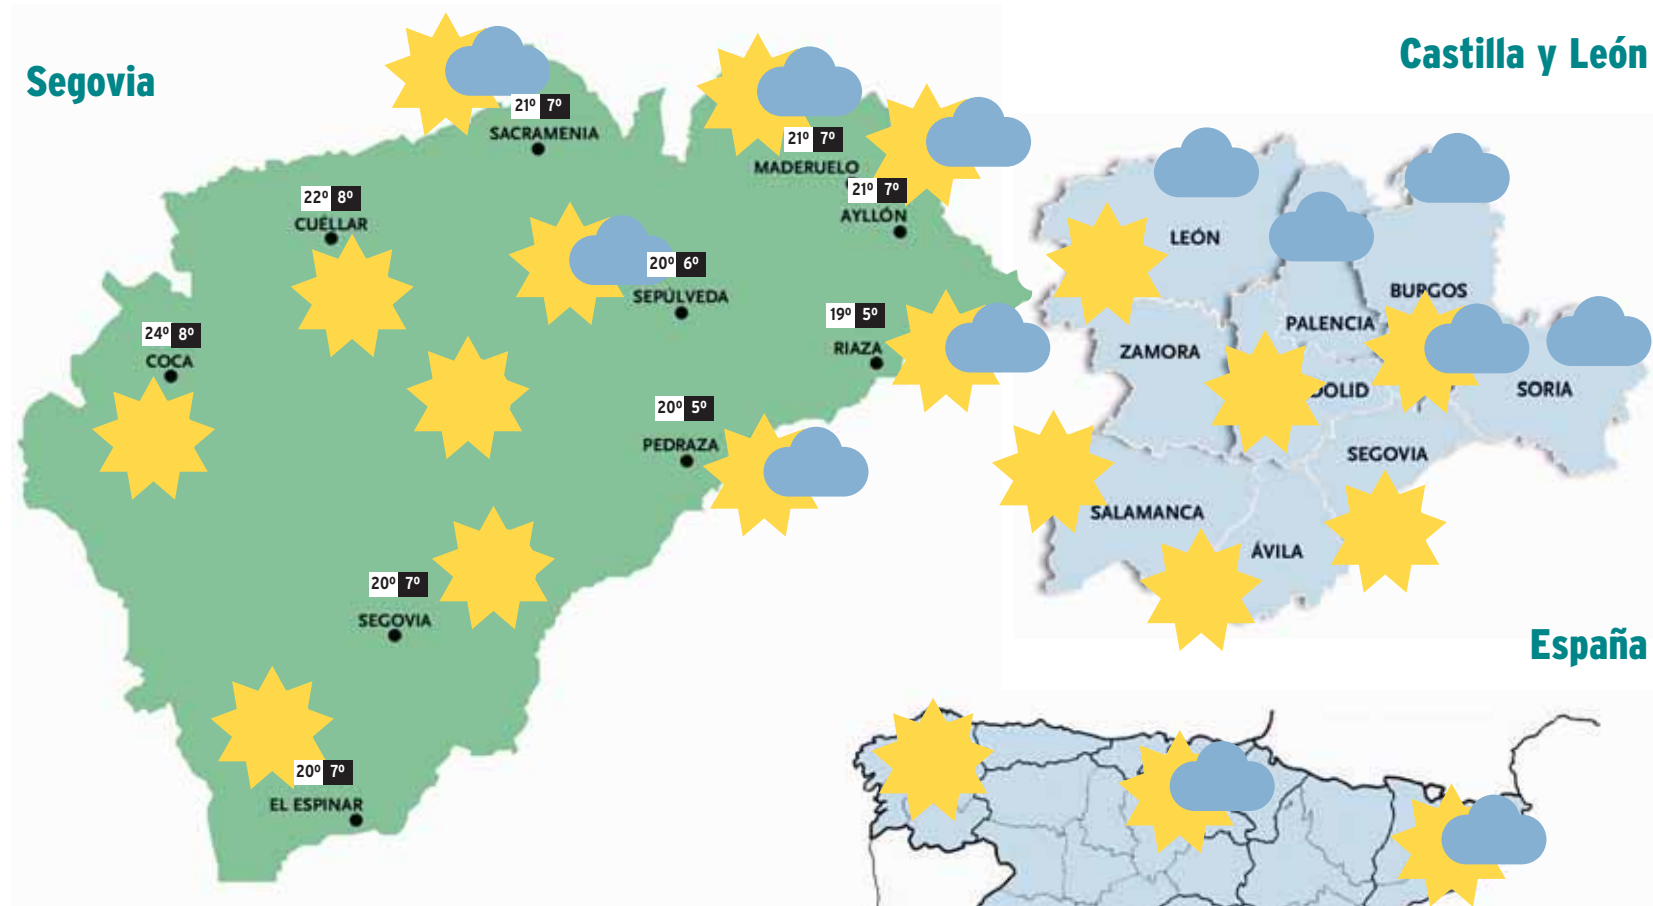 Segovia
21º 7º
SACRAMENIA
21º 7º
MADERUELO
21º 7º
AYLLÓN
22º 8º
CUÉLLAR
20º 6º
SEPÚLVEDA
24º 8º
COCA
19º 5º
RIAZA
20º 5º
PEDRAZA
20º 7º
SEGOVIA
20º 7º
EL ESPINAR
Castilla y León
LEÓN
BURGOS
PALENCIA
ZAMORA
DOLID
SORIA
SEGOVIA
SALAMANCA
ÁVILA
España